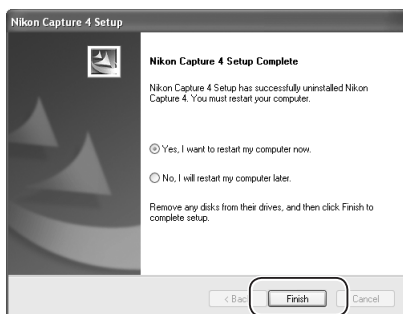 Nikon Capture 4 Setup
Nikon Capture 4 Setup Complete
Nikon Capture 4 Setup has successfully uninstalled Nikon
Capture 4. You must restart your computer.
Yes, I want to restart my computer now.
No, I will restart my computer later.
Remove any disks from their drives, and then click Finish to
complete setup.
< Bac Finish Cancel